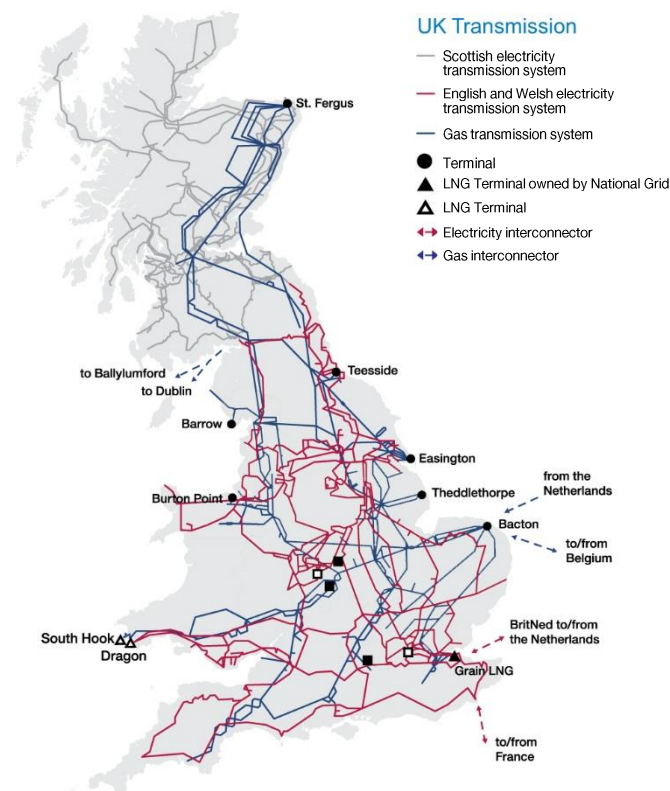 UK Transmission
Scottish electricity
transmission system
English and Welsh electricity
transmission system
Gas transmission system
Terminal
LNG Terminal owned by National Grid
LNG Terminal
Electricity interconnector
Gas interconnector
St. Fergus
to Ballylumford
to Dublin
Teesside
Barrow
Easington
Burton Point
Theddlethorpe
from the
Netherlands
Bacton
to/from
Belgium
South Hook
Dragon
BritNed to/from
the Netherlands
Grain LNG
to/from
France